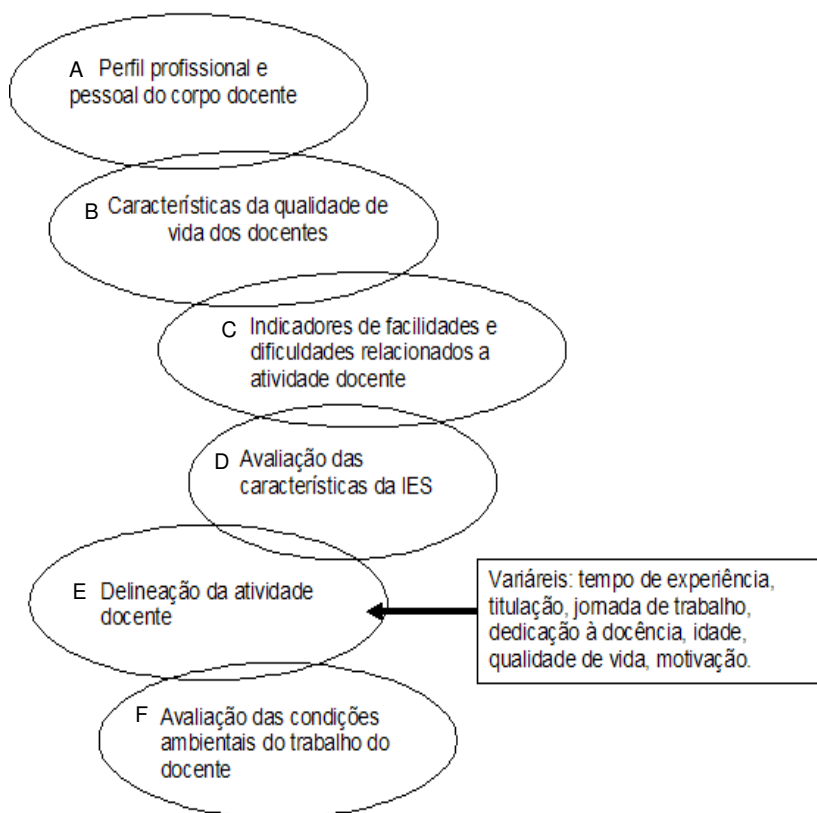 A Perfil profissional e
pessoal do corpo docente
B Características da qualidade de
vida dos docentes
C Indicadores de facilidades e
dificuldades relacionados a
atividade docente
D Avaliação das
características da IES
E Delineação da atividade
docente
Variáreis: tempo de experiência,
titulação, jornada de trabalho,
dedicação à docência, idade,
qualidade de vida, motivação.
F Avaliação das condições
ambientais do trabalho do
docente